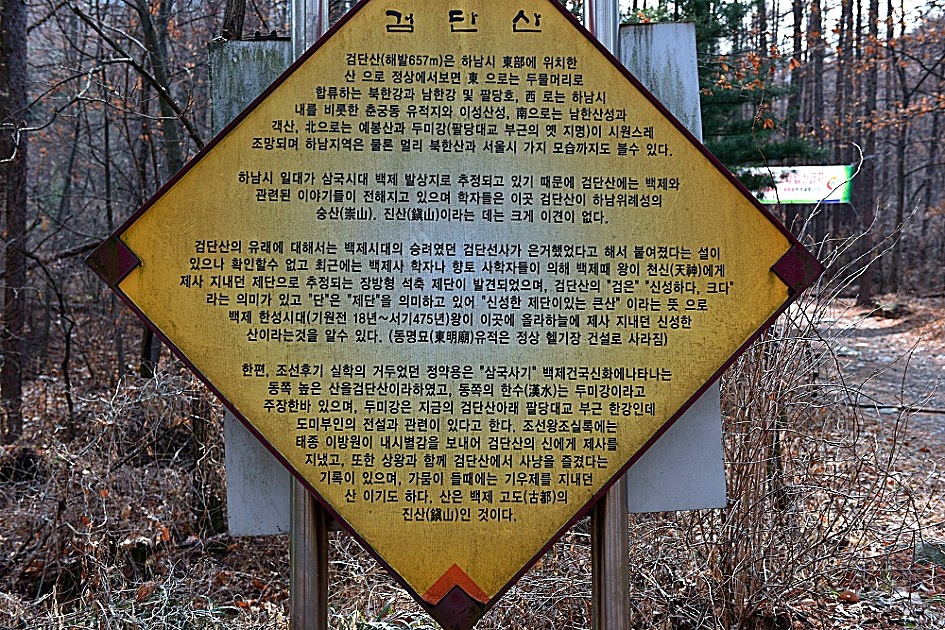 검단산
검단산(해발657m)은 하남시 東部에 위치한
산 으로 정상에서보면 東 으로는 두물머리로
합류하는 북한강과 남한강 및 팔당호, 西 로는 하남시
내를 비롯한 춘궁동 유적지와 이성산성, 南으로는 남한산성과
객산, 北으로는 예봉산과 두미강(팔당대교 부근의 옛 지명)이 시원스레
조망되며 하남지역은 물론 멀리 북한산과 서울시 가지 모습까지도 볼수 있다.
하남시 일대가 삼국시대 백제 발상지로 추정되고 있기 때문에 검단산에는 백제와
관련된 이야기들이 전해지고 있으며 학자들은 이곳 검단산이 하남위례성의
숭산(崇山). 진산(鎭山)이라는 데는 크게 이견이 없다.
검단산의 유래에 대해서는 백제시대의 승려였던 검단선사가 은거했었다고 해서 붙여졌다는 설이
있으나 확인할수 없고 최근에는 백제사 학자나 향토 사학자들이 의해 백제때 왕이 천신(天神)에게
제사 지내던 제단으로 추정되는 장방형 석축 제단이 발견되었으며, 검단산의 "검은" "신성하다, 크다"
라는 의미가 있고 "단"은 "제단"을 의미하고 있어 "신성한 제단이있는 큰산" 이라는 뜻 으로
백제 한성시대(기원전 18년~서기475년)왕이 이곳에 올라하늘에 제사 지내던 신성한
산이라는것을 알수 있다. (동명묘(東明廟)유적은 정상 헬기장 건설로 사라짐)
한편, 조선후기 실학의 거두였던 정약용은 "삼국사기" 백제건국신화에나타나는
동쪽 높은 산을검단산이라하였고, 동쪽의 한수(漢水)는 두미강이라고
주장한바 있으며, 두미강은 지금의 검단산아래 팔당대교 부근 한강인데
도미부인의 전설과 관련이 있다고 한다. 조선왕조실록에는
태종 이방원이 내시별감을 보내어 검단산의 신에게 제사를
지냈고, 또한 상왕과 함께 검단산에서 사냥을 즐겼다는
기록이 있으며, 가뭄이 들때에는 기우제를 지내던
산 이기도 하다. 산은 백제 고도(古都)의
진산(鎭山)인 것이다.